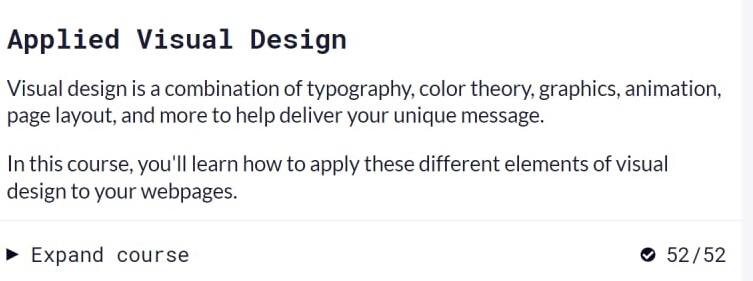 Applied Visual Design
Visual design is a combination of typography, color theory, graphics, animation,
page layout, and more to help deliver your unique message.
In this course, you'll learn how to apply these different elements of visual
design to your webpages.
Expand course 52/52